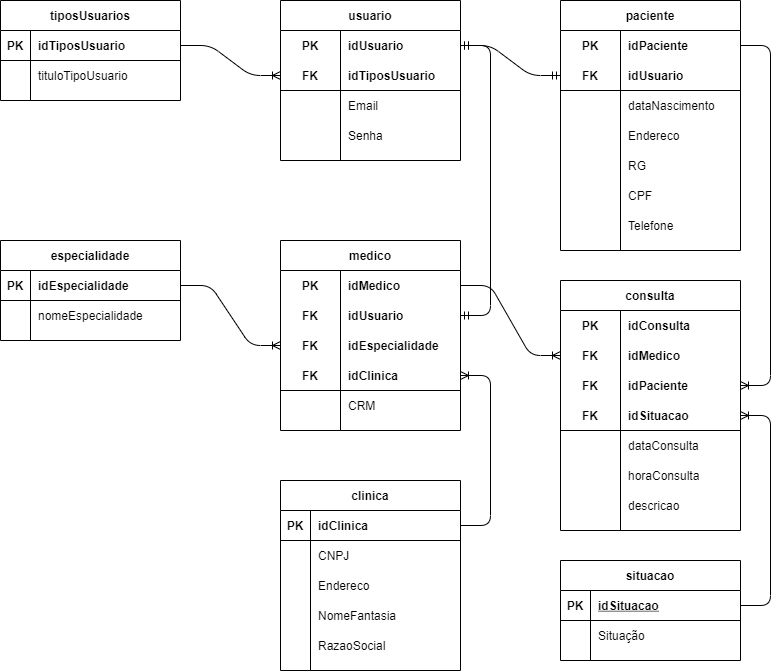 tiposUsuarios
PK idTiposUsuario
tituloTipoUsuario
usuario
PK idUsuario
FK idTiposUsuario
Email
Senha
paciente
PK idPaciente
FK idUsuario
dataNascimento
Endereco
RG
CPF
Telefone
especialidade
PK idEspecialidade
nomeEspecialidade
medico
PK idMedico
FK idUsuario
FK idEspecialidade
FK idClinica
CRM
consulta
PK idConsulta
FK idMedico
FK idPaciente
FK idSituacao
dataConsulta
horaConsulta
descricao
clinica
PK idClinica
CNPJ
Endereco
NomeFantasia
RazaoSocial
situacao
PK idSituacao
Situação